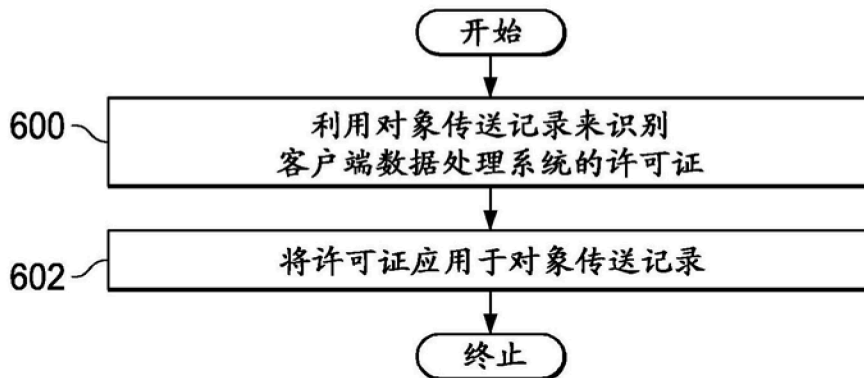 开始
600
利用对象传送记录来识别
客户端数据处理系统的许可证
602
将许可证应用于对象传送记录
终止